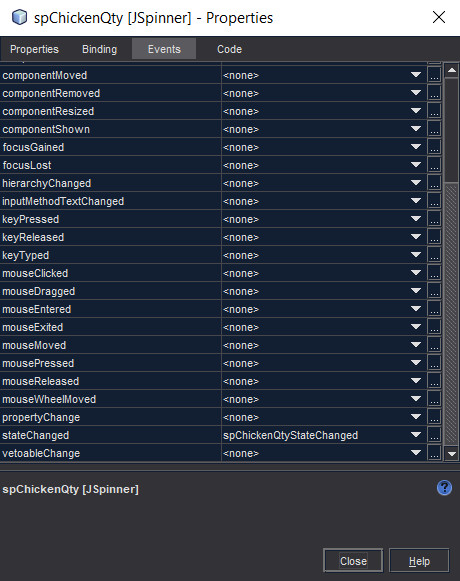 spChickenQty [JSpinner] - Properties
Properties Binding Events Code
componentMoved <none> ...
componentRemoved <none> ...
componentResized <none> ...
componentShown <none> ...
focusGained <none> ...
focusLost <none> ...
hierarchyChanged <none> ...
inputMethodTextChanged <none> ...
keyPressed <none> ...
keyReleased <none> ...
keyTyped <none> ...
mouseClicked <none> ...
mouseDragged <none> ...
mouseEntered <none> ...
mouseExited <none> ...
mouseMoved <none> ...
mousePressed <none> ...
mouseReleased <none> ...
mouseWheelMoved <none> ...
propertyChange <none> ...
stateChanged spChickenQtyStateChanged ...
vetoableChange <none> ...
spChickenQty [JSpinner] ?
Close Help